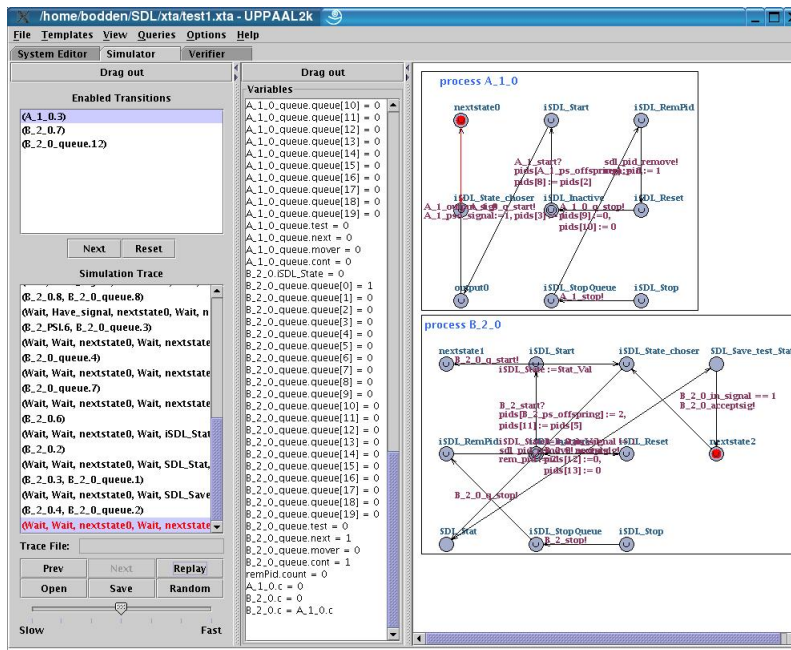 /home/bodden/SDL/xta/test1.xta - UPPAAL2k
File Templates View Queries Options Help
System Editor Simulator Verifier
Drag out
Enabled Transitions
(A_1_0.3)
(B_2_0.7)
(B_2_0_queue.12)
Next Reset
Simulation Trace
(B_2_0.8, B_2_0_queue.8)
(Wait, Have_signal, nextstate0, Wait, n
(B_2_PSI.6, B_2_0_queue.3)
(Wait, Wait, nextstate0, Wait, nextstate
(B_2_0_queue.4)
(Wait, Wait, nextstate0, Wait, nextstate
(B_2_0_queue.7)
(Wait, Wait, nextstate0, Wait, nextstate
(B_2_0.6)
(Wait, Wait, nextstate0, Wait, iSDL_Stat
(B_2_0.2)
(Wait, Wait, nextstate0, Wait, SDL_Stat,
(B_2_0.3, B_2_0_queue.1)
(Wait, Wait, nextstate0, Wait, SDL_Save
(B_2_0.4, B_2_0_queue.2)
(Wait, Wait, nextstate0, Wait, nextstate
Trace File:
Prev Next Replay
Open Save Random
Slow Fast
Drag out
Variables
A_1_0_queue.queue[10] = 0
A_1_0_queue.queue[11] = 0
A_1_0_queue.queue[12] = 0
A_1_0_queue.queue[13] = 0
A_1_0_queue.queue[14] = 0
A_1_0_queue.queue[15] = 0
A_1_0_queue.queue[16] = 0
A_1_0_queue.queue[17] = 0
A_1_0_queue.queue[18] = 0
A_1_0_queue.queue[19] = 0
A_1_0_queue.test = 0
A_1_0_queue.next = 0
A_1_0_queue.mover = 0
A_1_0_queue.cont = 0
B_2_0.iSDL_State = 0
B_2_0_queue.queue[0] = 1
B_2_0_queue.queue[1] = 0
B_2_0_queue.queue[2] = 0
B_2_0_queue.queue[3] = 0
B_2_0_queue.queue[4] = 0
B_2_0_queue.queue[5] = 0
B_2_0_queue.queue[6] = 0
B_2_0_queue.queue[7] = 0
B_2_0_queue.queue[8] = 0
B_2_0_queue.queue[9] = 0
B_2_0_queue.queue[10] = 0
B_2_0_queue.queue[11] = 0
B_2_0_queue.queue[12] = 0
B_2_0_queue.queue[13] = 0
B_2_0_queue.queue[14] = 0
B_2_0_queue.queue[15] = 0
B_2_0_queue.queue[16] = 0
B_2_0_queue.queue[17] = 0
B_2_0_queue.queue[18] = 0
B_2_0_queue.queue[19] = 0
B_2_0_queue.test = 0
B_2_0_queue.next = 1
B_2_0_queue.mover = 0
B_2_0_queue.cont = 1
remPid.count = 0
A_1_0.c = 0
B_2_0.c = 0
B_2_0.c = A_1_0.c
process A_1_0
nextstate0 iSDL_Start iSDL_RemPid
A_1_start? sdl_pid_remove!
pids[A_1_ps_offspring] := 1
pids[8] := pids[2]
iSDL_State_choser iSDL_Inactive iSDL_Reset
A_1_0_q_stop!
pids[9] :=0,
pids[10] := 0
output0 iSDL_StopQueue iSDL_Stop
A_1_stop!
process B_2_0
nextstate1 iSDL_Start iSDL_State_choser SDL_Save_test_Stat
B_2_0_q_start!
iSDL_State :=Stat_Val
B_2_0_in_signal == 1
B_2_0_acceptsig!
B_2_start?
pids[B_2_ps_offspring] := 2,
pids[11] := pids[5]
iSDL_RemPid iSDL_Reset nextstate2
pids[12] :=0,
pids[13] := 0
B_2_0_q_stop!
SDL_Stat iSDL_StopQueue iSDL_Stop
B_2_stop!